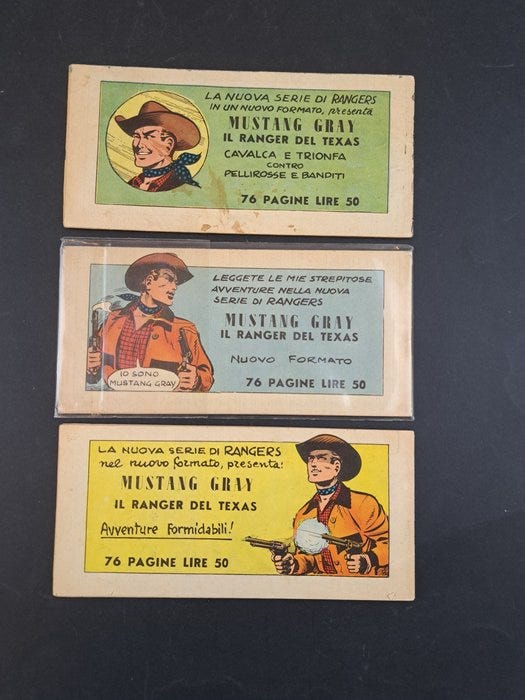 LA NUOVA SERIE DI RANGERS
IN UN NUOVO FORMATO, presenta
MUSTANG GRAY
IL RANGER DEL TEXAS
CAVALCA E TRIONFA
CONTRO
PELLIROSSE E BANDITI
76 PAGINE LIRE 50
LEGGETE LE MIE STREPITOSE
AVVENTURE NELLA NUOVA
SERIE DI RANGERS
MUSTANG GRAY
IL RANGER DEL TEXAS
NUOVO FORMATO
IO SONO
MUSTANG GRAY
76 PAGINE LIRE 50
LA NUOVA SERIE DI RANGERS
nel nuovo formato, presenta:
MUSTANG GRAY
IL RANGER DEL TEXAS
Avventure Formidabili!
76 PAGINE LIRE 50